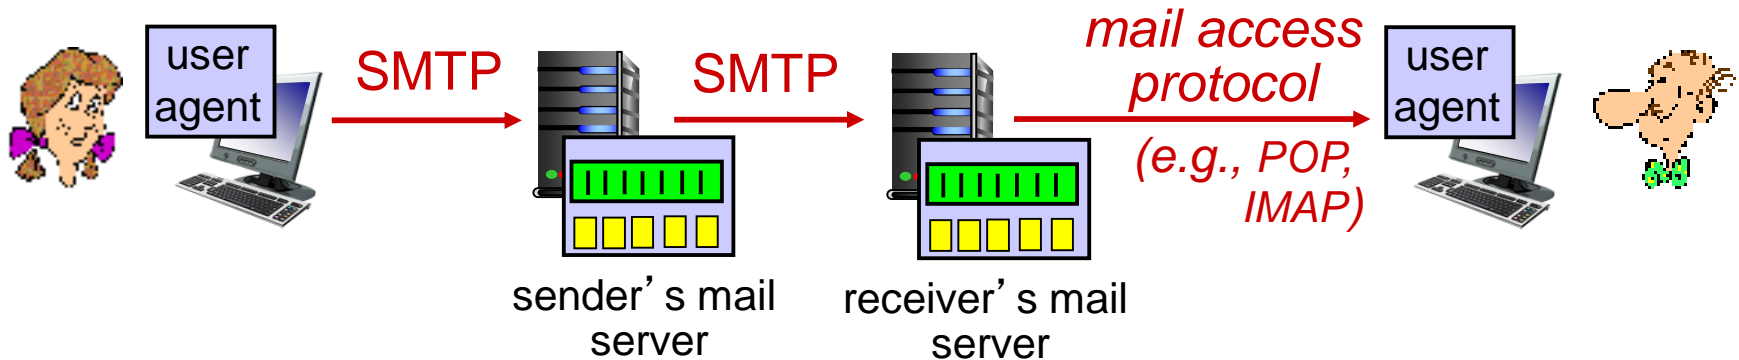 user
agent
SMTP
SMTP
mail access
protocol
(e.g., POP,
IMAP)
user
agent
sender’s mail
server
receiver’s mail
server